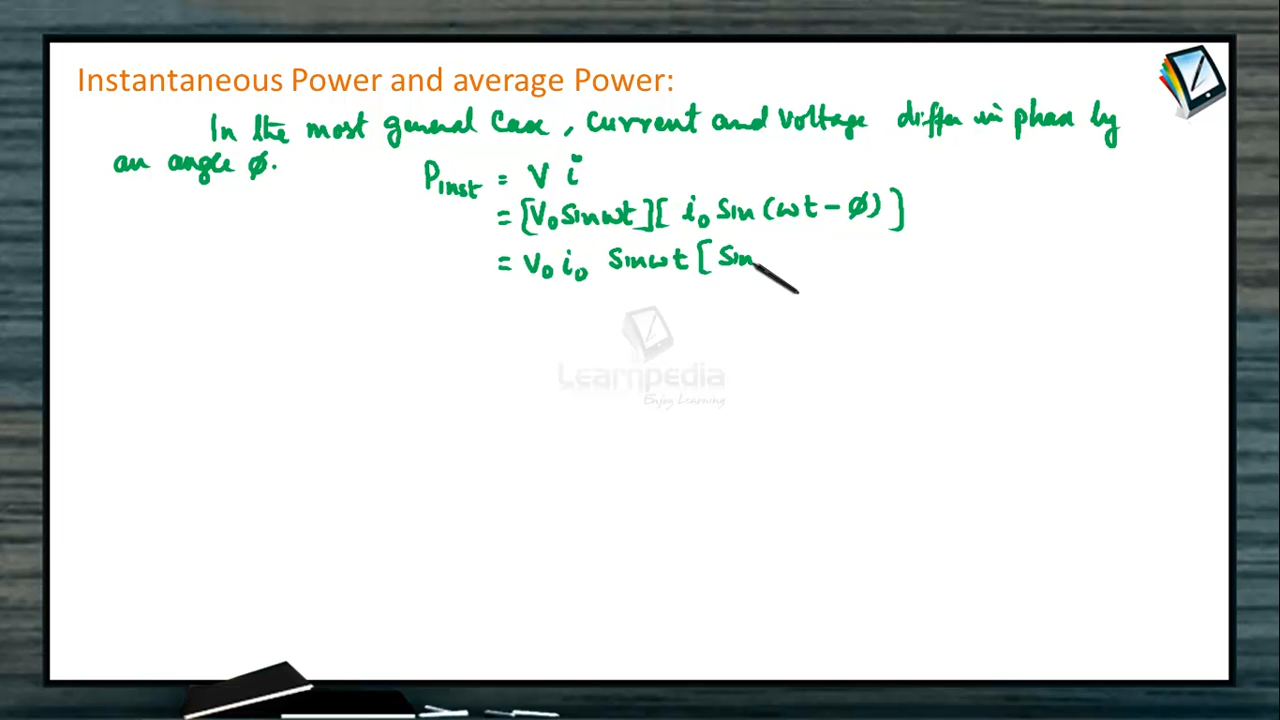 Instantaneous Power and average Power:
In the most general Case, current and voltage differ in phase by
an angle ø.
Pinst = V i
= [V₀ Sinωt][ i₀ Sin (ωt – ø) ]
= V₀ i₀ Sinωt [ Sin
Learnpedia
Enjoy Learning